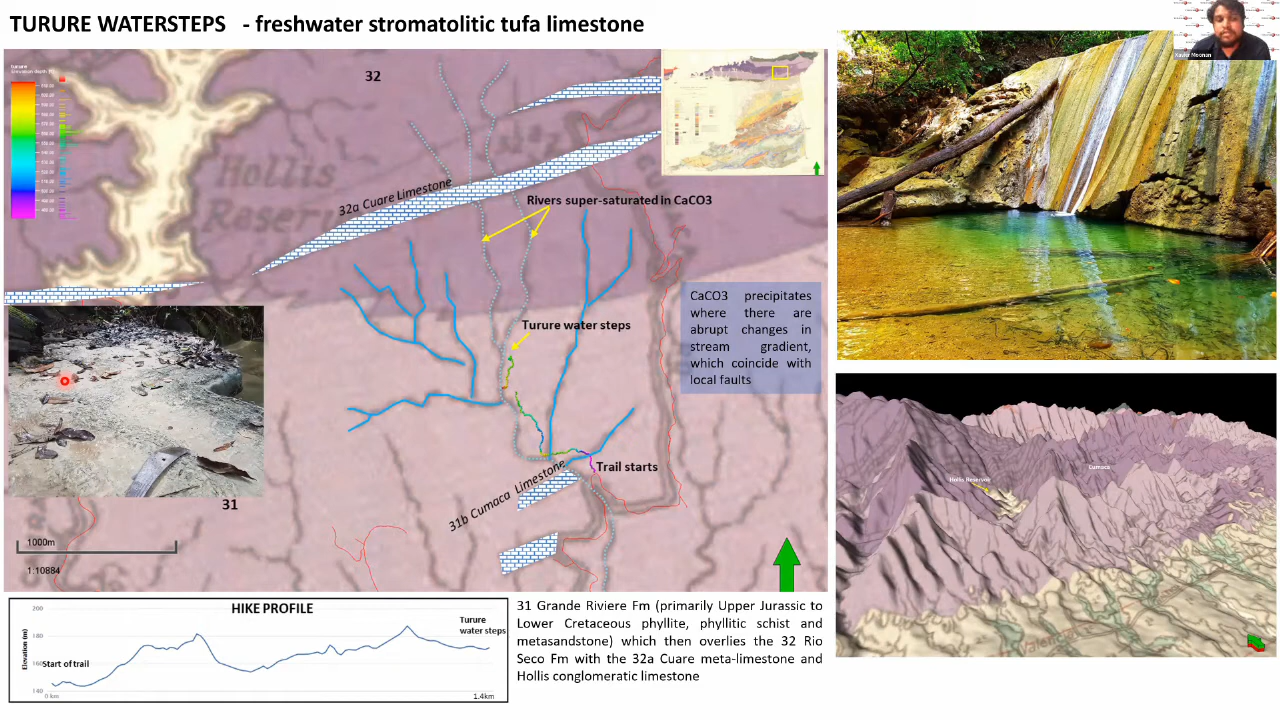 TURURE WATERSTEPS - freshwater stromatolitic tufa limestone
Xavier Moonan
32
Hollis
32a Cuare Limestone
Rivers super-saturated in CaCO3
Turure water steps
CaCO3 precipitates
where there are
abrupt changes in
stream gradient,
which coincide with
local faults
Trail starts
31b Cumaca Limestone
31
1000m
1:10884
Cumaca
Hollis Reservoir
HIKE PROFILE
Elevation (m)
200
180
160
140
Start of trail
Turure
water steps
0 km
1.4km
31 Grande Riviere Fm (primarily Upper Jurassic to
Lower Cretaceous phyllite, phyllitic schist and
metasandstone) which then overlies the 32 Rio
Seco Fm with the 32a Cuare meta-limestone and
Hollis conglomeratic limestone